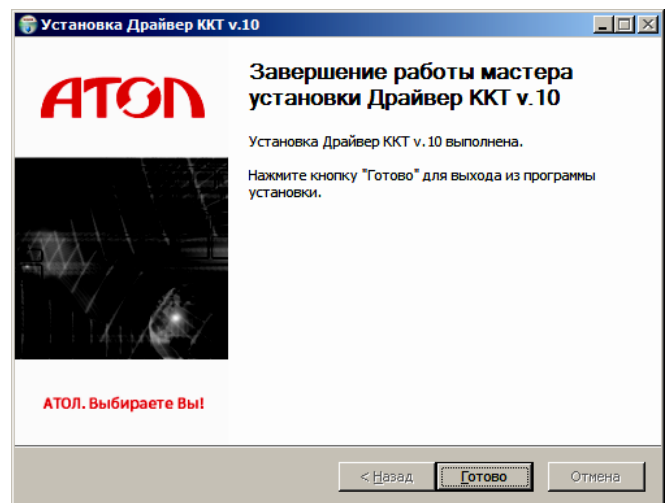 Установка Драйвер ККТ v.10
АТОЛ
Завершение работы мастера
установки Драйвер ККТ v.10
Установка Драйвер ККТ v.10 выполнена.
Нажмите кнопку "Готово" для выхода из программы
установки.
АТОЛ. Выбираете Вы!
< Назад
Готово
Отмена